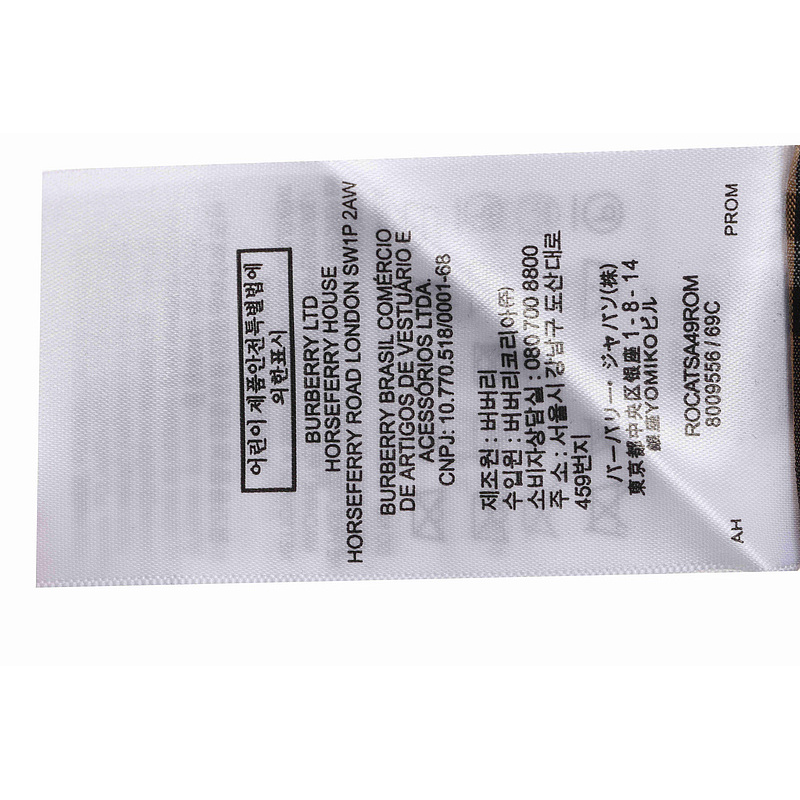 어린이 제품안전특별법에
의한표시
BURBERRY LTD
HORSEFERRY HOUSE
HORSEFERRY ROAD LONDON SW1P 2AW
BURBERRY BRASIL COMÉRCIO
DE ARTIGOS DE VESTUÁRIO E
ACESSÓRIOS LTDA.
CNPJ: 10.770.518/0001-68
제조원 : 버버리
수입원 : 버버리코리아(주)
소비자상담실 : 080 700 8800
주 소 : 서울시 강남구 도산대로
459번지
バーバリー・ジャパン(株)
東京都中央区銀座 1 - 8 - 14
銀座YOMIKOビル
ROCATSA49ROM
8009556 / 69C
AH PROM